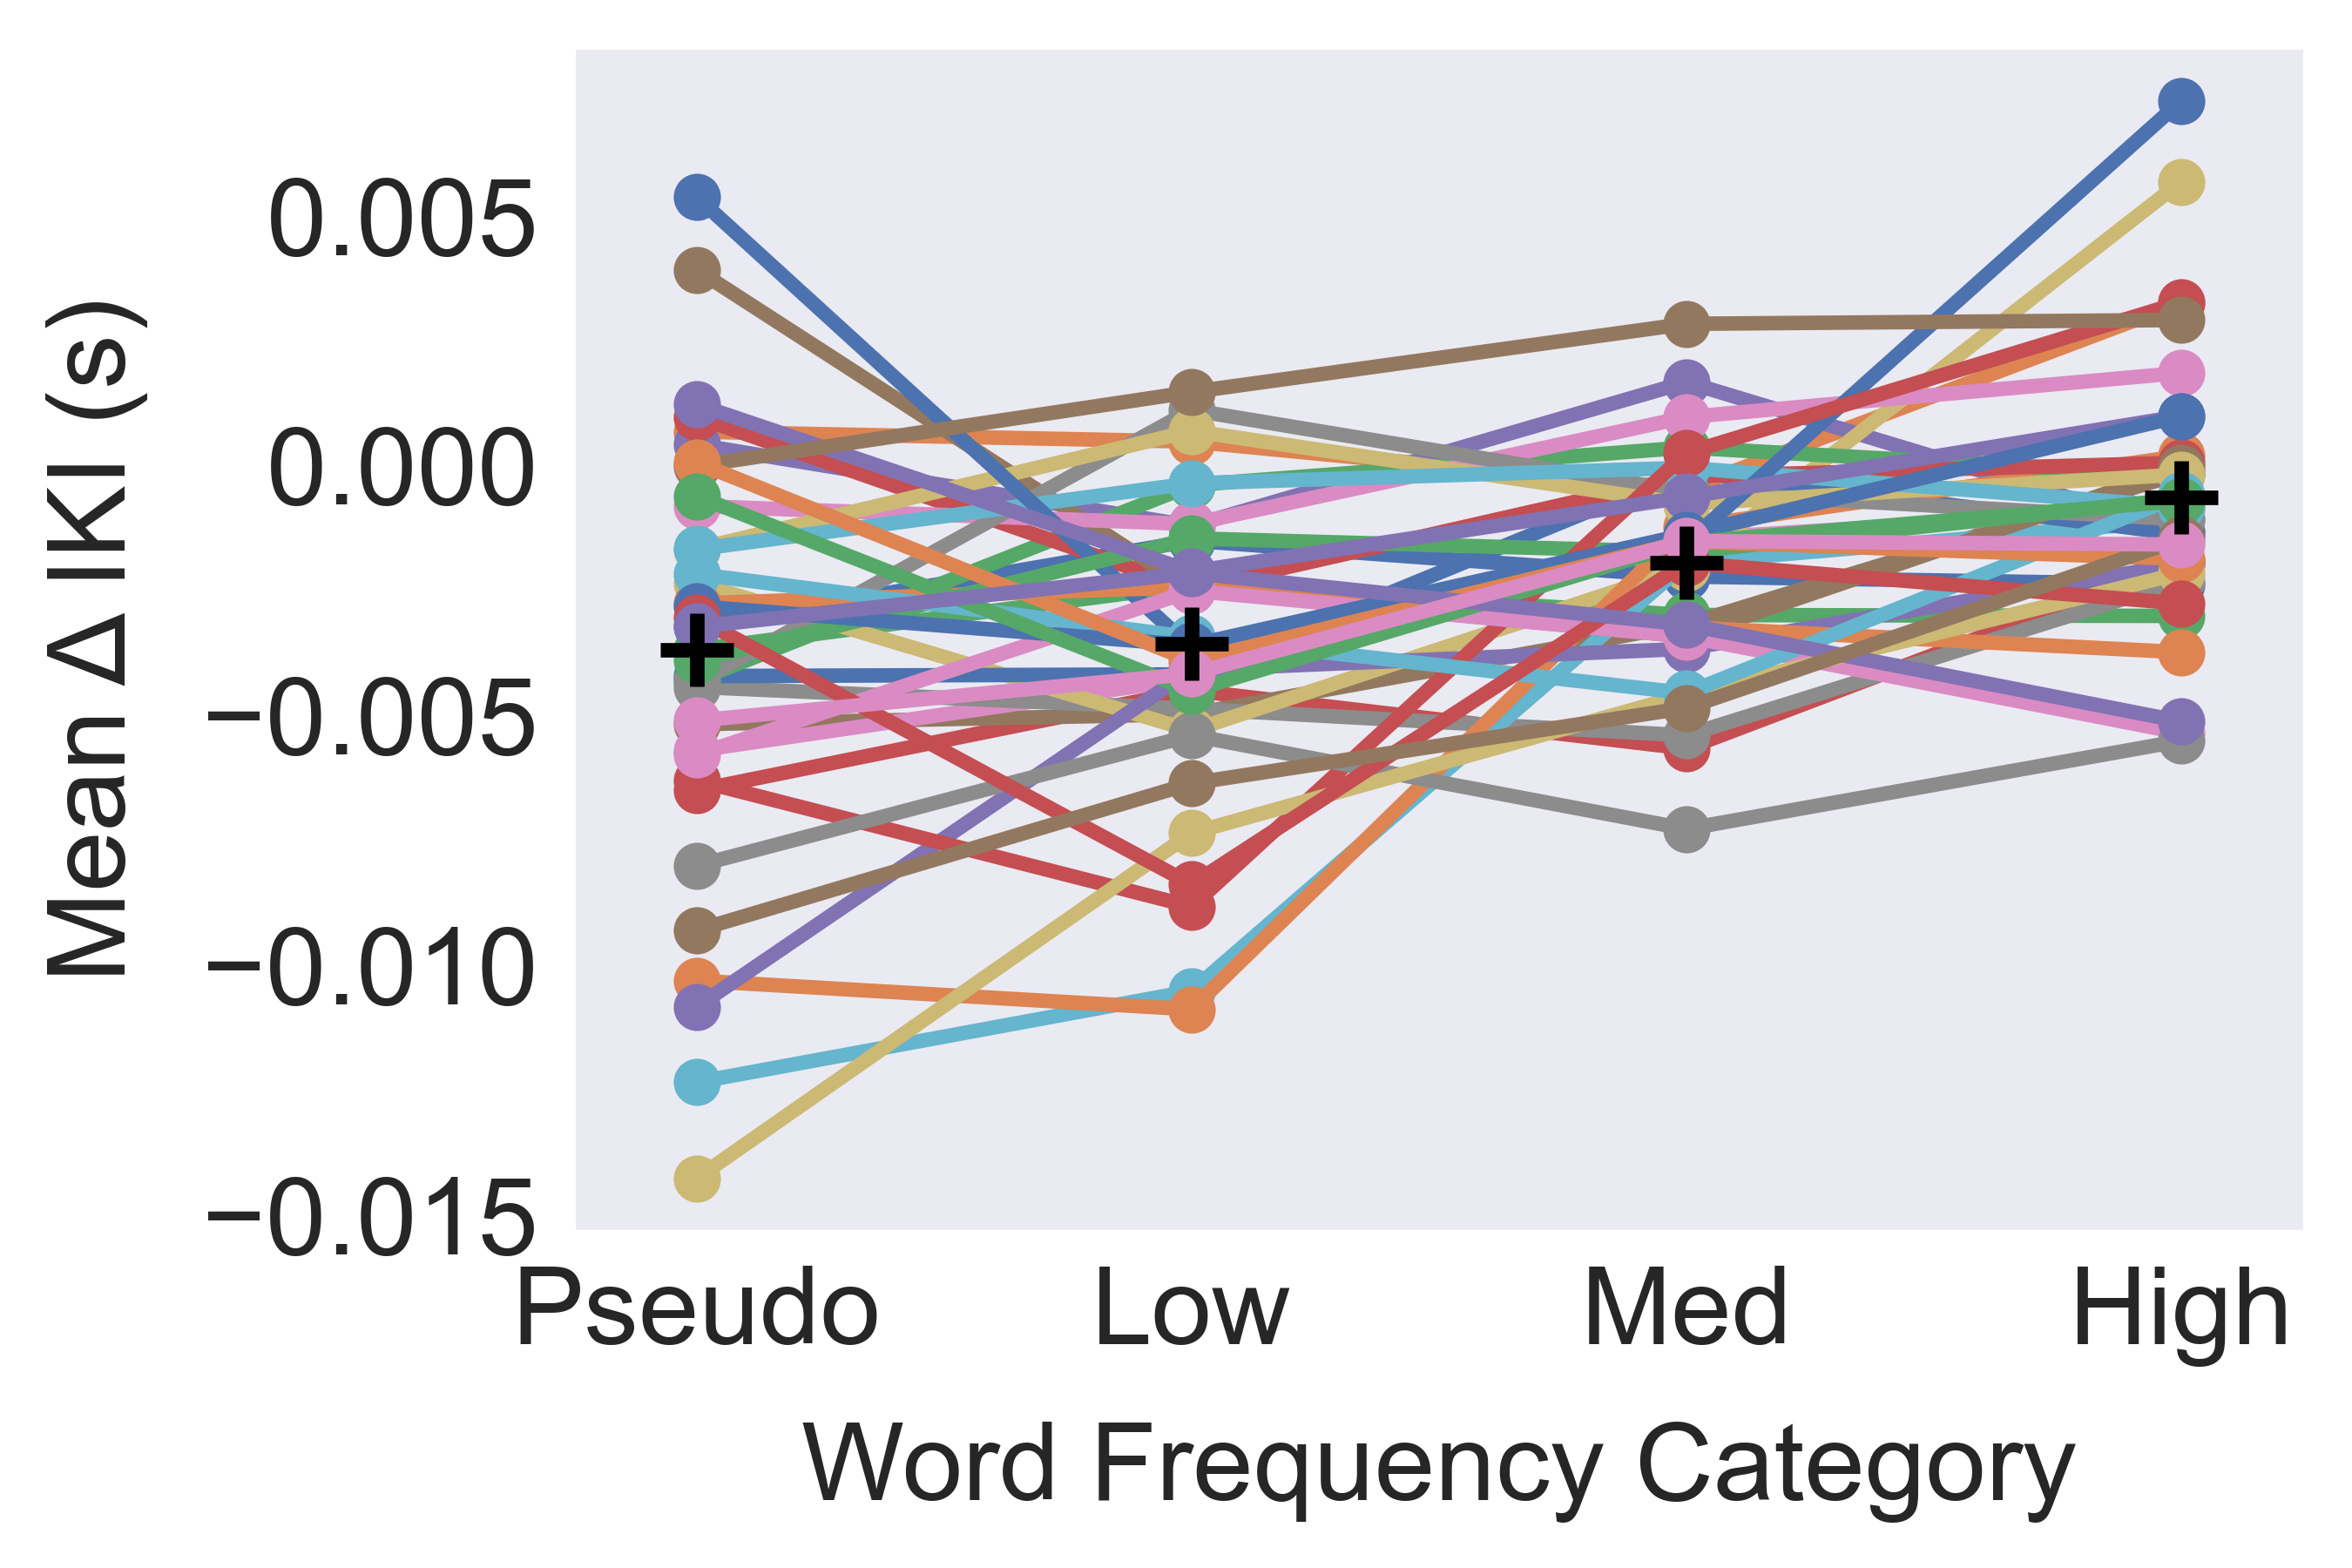 Mean Δ IKI (s)
0.005
0.000
−0.005
−0.010
−0.015
Pseudo Low Med High
Word Frequency Category